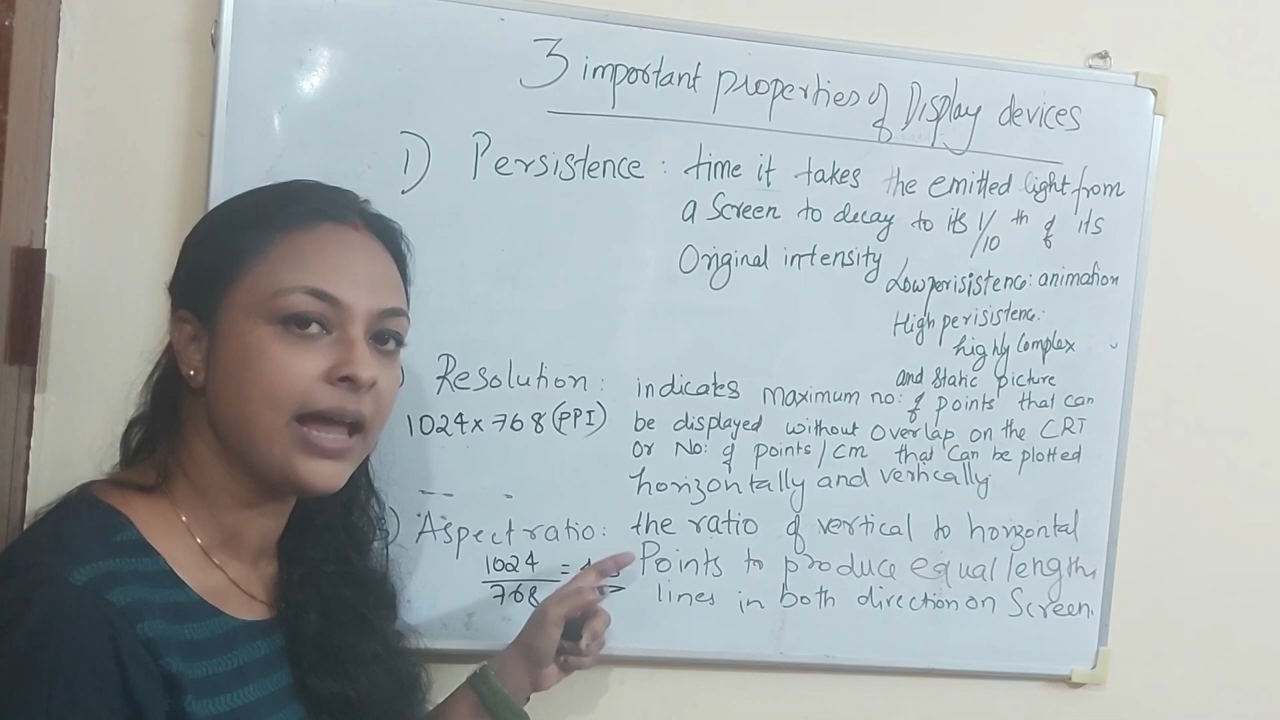 3 important properties of Display devices
1) Persistence: time it takes the emitted light from
a Screen to decay to its 1/10 th of its
Original intensity
Low perisistence: animation
High perisistence:
highly Complex
and static picture
) Resolution: indicates maximum no: of points that can
1024x768 (PPI) be displayed without overlap on the CRT
or No: of points/cm that can be plotted
horizontally and vertically
3) Aspect ratio: the ratio of vertical to horizontal
1024/768 = Points to produce equal length
lines in both direction on Screen.